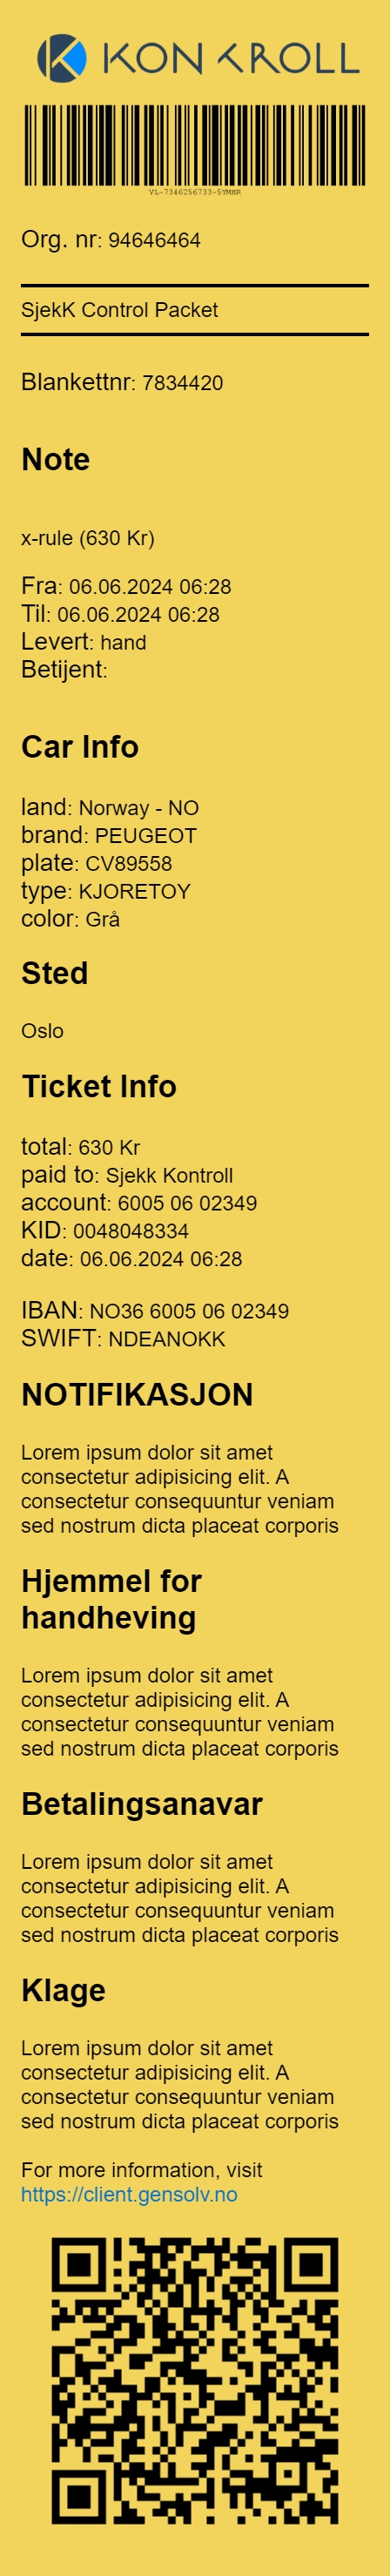 KONTROLL
VL-7346256733-5YMHR
Org. nr: 94646464
SjekK Control Packet
Blankettnr: 7834420
Note
x-rule (630 Kr)
Fra: 06.06.2024 06:28
Til: 06.06.2024 06:28
Levert: hand
Betijent:
Car Info
land: Norway - NO
brand: PEUGEOT
plate: CV89558
type: KJORETOY
color: Grå
Sted
Oslo
Ticket Info
total: 630 Kr
paid to: Sjekk Kontroll
account: 6005 06 02349
KID: 0048048334
date: 06.06.2024 06:28
IBAN: NO36 6005 06 02349
SWIFT: NDEANOKK
NOTIFIKASJON
Lorem ipsum dolor sit amet
consectetur adipisicing elit. A
consectetur consequuntur veniam
sed nostrum dicta placeat corporis
Hjemmel for
handheving
Lorem ipsum dolor sit amet
consectetur adipisicing elit. A
consectetur consequuntur veniam
sed nostrum dicta placeat corporis
Betalingsanavar
Lorem ipsum dolor sit amet
consectetur adipisicing elit. A
consectetur consequuntur veniam
sed nostrum dicta placeat corporis
Klage
Lorem ipsum dolor sit amet
consectetur adipisicing elit. A
consectetur consequuntur veniam
sed nostrum dicta placeat corporis
For more information, visit
https://client.gensolv.no